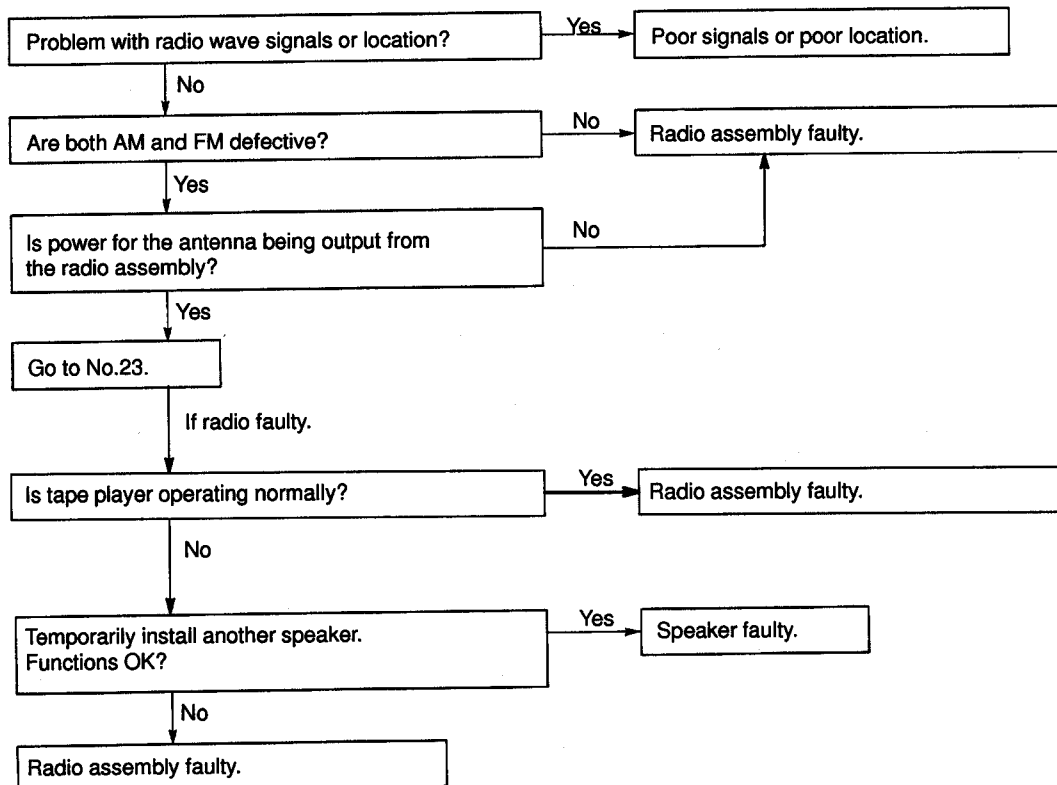 Problem with radio wave signals or location?
Yes
Poor signals or poor location.
No
Are both AM and FM defective?
No
Radio assembly faulty.
Yes
Is power for the antenna being output from
the radio assembly?
No
Yes
Go to No.23.
If radio faulty.
Is tape player operating normally?
Yes
Radio assembly faulty.
No
Temporarily install another speaker.
Functions OK?
Yes
Speaker faulty.
No
Radio assembly faulty.